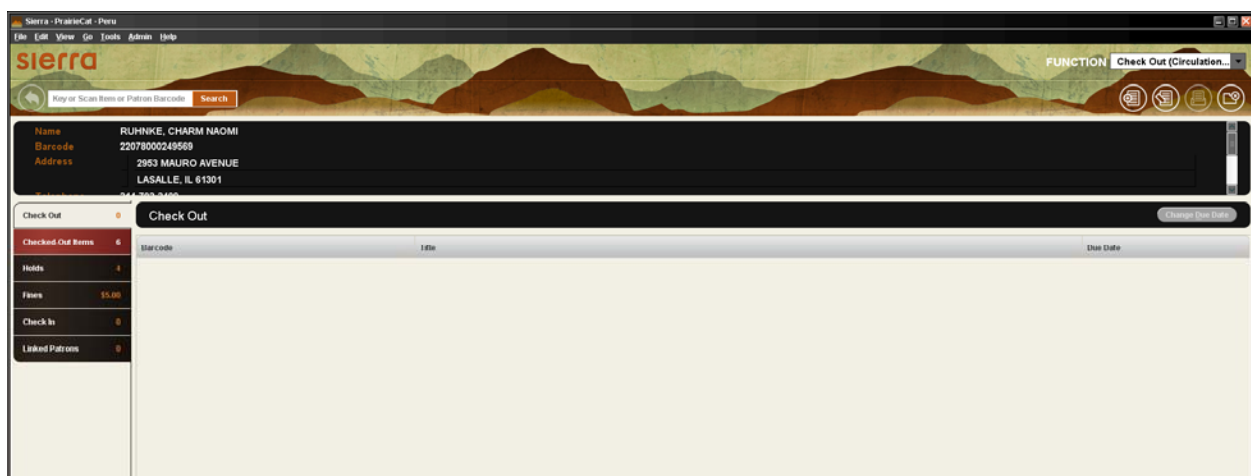 Sierra - PrairieCat - Peru
File Edit View Go Tools Admin Help
sierra
FUNCTION Check Out (Circulation...
Key or Scan Item or Patron Barcode Search
Name RUHNKE, CHARM NAOMI
Barcode 22078000249569
Address 2953 MAURO AVENUE
LASALLE, IL 61301
Check Out 0
Check Out
Change Due Date
Checked-Out Items 6
Barcode Title Due Date
Holds 4
Fines $5.00
Check In 0
Linked Patrons 0